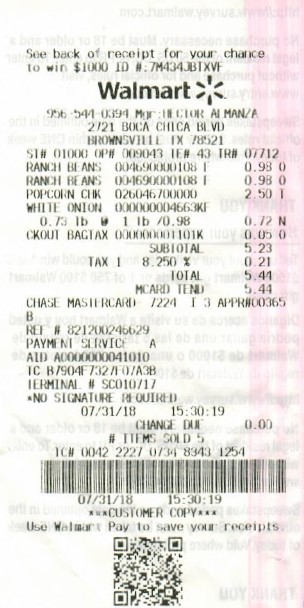 See back of receipt for your chance
to win $1000 ID #:7M434JBTXVF
Walmart
956-544-0394 Mgr:HECTOR ALMANZA
2721 BOCA CHICA BLVD
BROWNSVILLE TX 78521
ST# 01000 OP# 009043 TE# 43 TR# 07712
RANCH BEANS 004690000108 F 0.98 O
RANCH BEANS 004690000108 F 0.98 O
POPCORN CHK 020604700000 2.50 T
WHITE ONION 000000004663KF
0.73 lb @ 1 lb /0.98 0.72 N
CKOUT BAGTAX 000000001101K 0.05 O
SUBTOTAL 5.23
TAX 1 8.250 % 0.21
TOTAL 5.44
MCARD TEND 5.44
CHASE MASTERCARD 7224 I 3 APPR#00365
B
REF # 821200246629
PAYMENT SERVICE A
AID A0000000041010
TC B7904F732/F07A3B
TERMINAL # SC010717
*NO SIGNATURE REQUIRED
07/31/18 15:30:19
CHANGE DUE 0.00
# ITEMS SOLD 5
TC# 0042 2227 0734 8343 1254
07/31/18 15:30:19
***CUSTOMER COPY***
Use Walmart Pay to save your receipts.